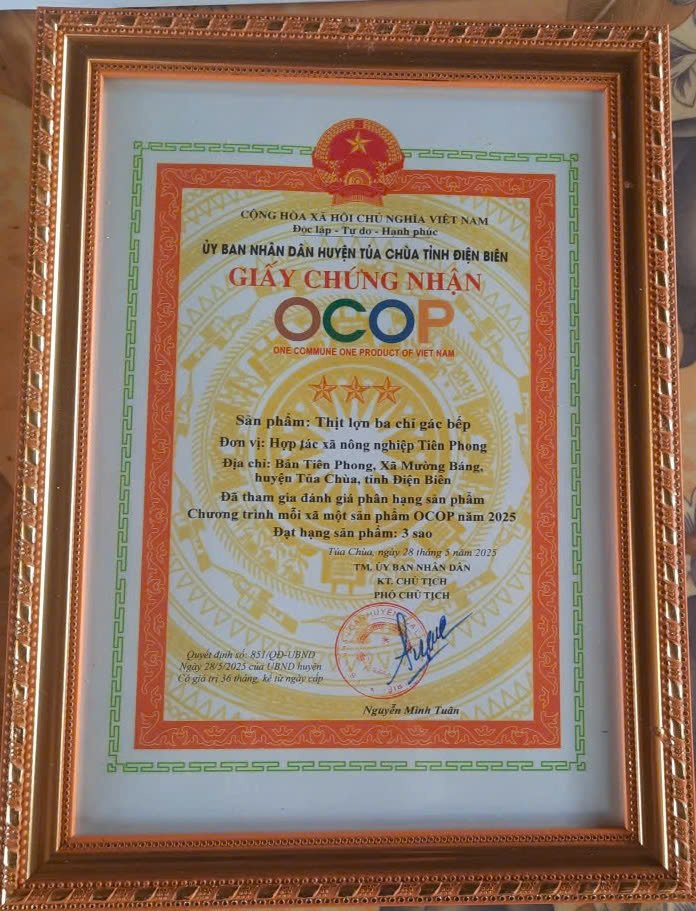 CỘNG HÒA XÃ HỘI CHỦ NGHĨA VIỆT NAM
Độc lập - Tự do - Hạnh phúc
ỦY BAN NHÂN DÂN HUYỆN TỦA CHÙA TỈNH ĐIỆN BIÊN
GIẤY CHỨNG NHẬN
OCOP
ONE COMMUNE ONE PRODUCT OF VIET NAM
Sản phẩm: Thịt lợn ba chỉ gác bếp
Đơn vị: Hợp tác xã nông nghiệp Tiên Phong
Địa chỉ: Bản Tiên Phong, Xã Mường Báng,
huyện Tủa Chùa, tỉnh Điện Biên
Đã tham gia đánh giá phân hạng sản phẩm
Chương trình mỗi xã một sản phẩm OCOP năm 2025
Đạt hạng sản phẩm: 3 sao
Tủa Chùa, ngày 28 tháng 5 năm 2025
TM. ỦY BAN NHÂN DÂN
KT. CHỦ TỊCH
PHÓ CHỦ TỊCH
Quyết định số: 851/QĐ-UBND
Ngày 28/5/2025 của UBND huyện
Có giá trị 36 tháng, kể từ ngày cấp
Nguyễn Minh Tuân